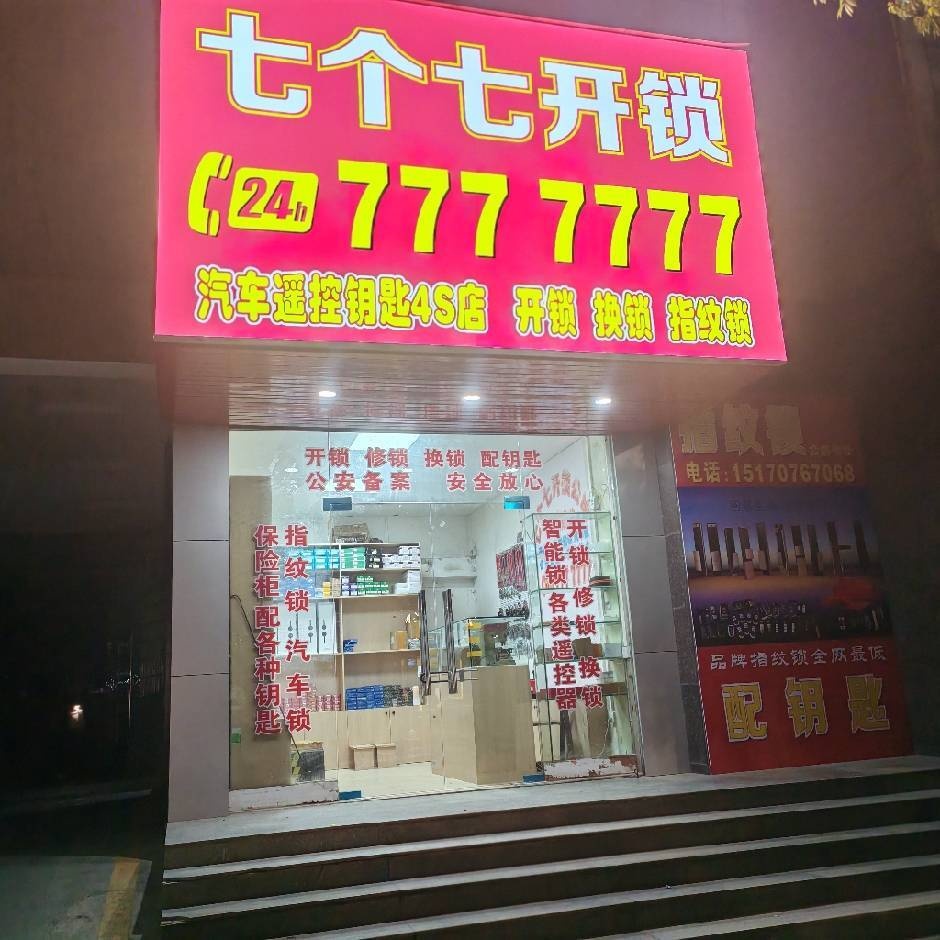 七个七开锁
24h 777 7777
汽车遥控钥匙4S店 开锁 换锁 指纹锁
开锁 修锁 换锁 配钥匙
公安备案 安全放心
指纹锁 汽车锁
保险柜 配各种钥匙
开锁 修锁 换锁
智能锁各类遥控器
指纹锁
电话:15170767068
品牌指纹锁全网最低
配钥匙